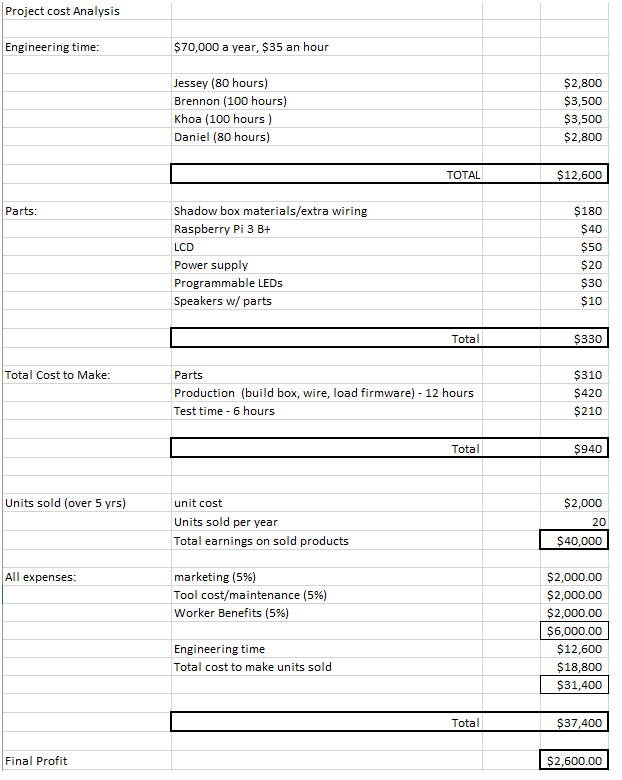 Project cost Analysis
Engineering time: $70,000 a year, $35 an hour
Jessey (80 hours) $2,800
Brennon (100 hours) $3,500
Khoa (100 hours ) $3,500
Daniel (80 hours) $2,800
TOTAL $12,600
Parts: Shadow box materials/extra wiring $180
Raspberry Pi 3 B+ $40
LCD $50
Power supply $20
Programmable LEDs $30
Speakers w/ parts $10
Total $330
Total Cost to Make: Parts $310
Production (build box, wire, load firmware) - 12 hours $420
Test time - 6 hours $210
Total $940
Units sold (over 5 yrs) unit cost $2,000
Units sold per year 20
Total earnings on sold products $40,000
All expenses: marketing (5%) $2,000.00
Tool cost/maintenance (5%) $2,000.00
Worker Benefits (5%) $2,000.00
$6,000.00
Engineering time $12,600
Total cost to make units sold $18,800
$31,400
Total $37,400
Final Profit $2,600.00